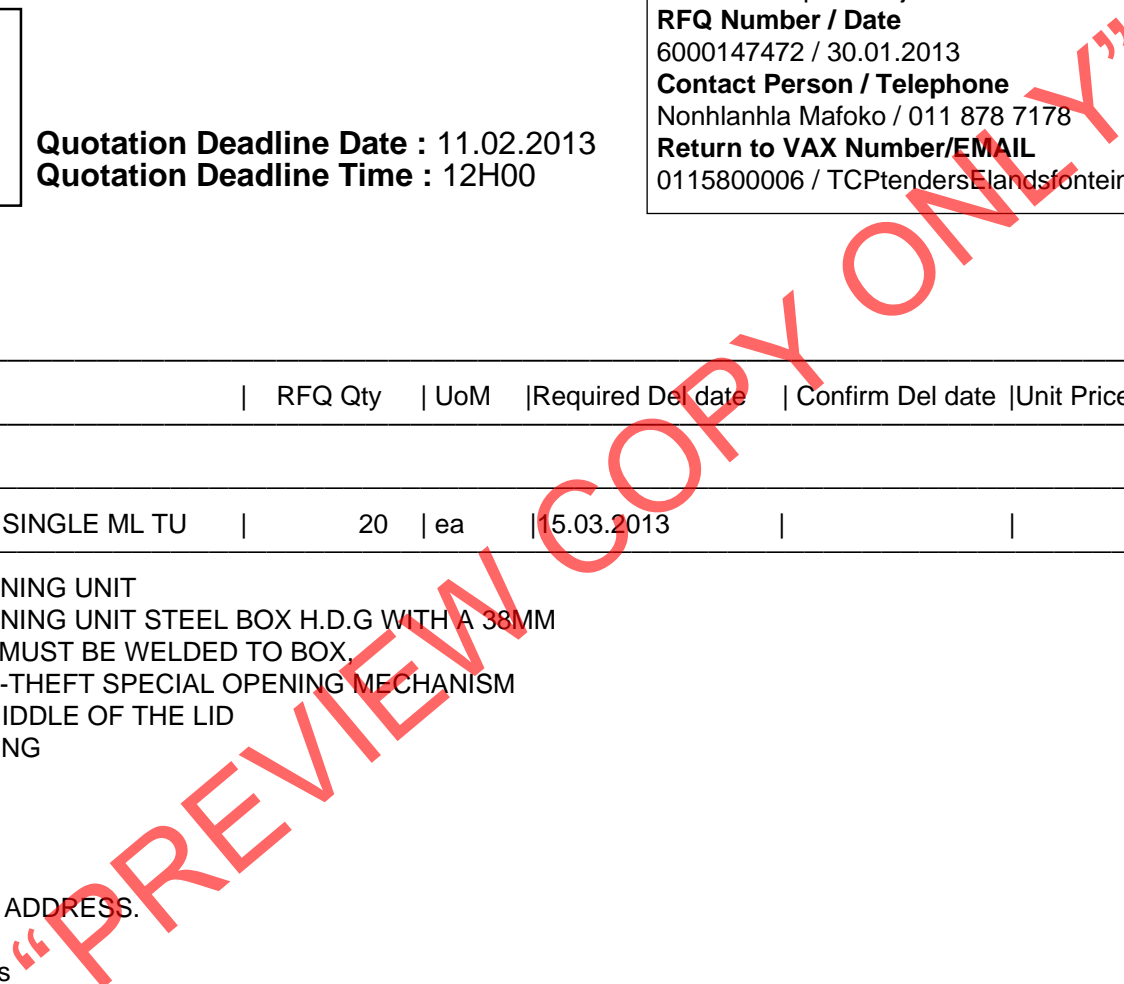 RFQ Number / Date
6000147472 / 30.01.2013
Contact Person / Telephone
Nonhlanhla Mafoko / 011 878 7178
Return to VAX Number/EMAIL
0115800006 / TCPtendersElandsfontein
Quotation Deadline Date : 11.02.2013
Quotation Deadline Time : 12H00
| RFQ Qty | UoM |Required Del date | Confirm Del date |Unit Price
SINGLE ML TU | 20 | ea |15.03.2013 | |
NING UNIT
NING UNIT STEEL BOX H.D.G WITH A 38MM
MUST BE WELDED TO BOX,
-THEFT SPECIAL OPENING MECHANISM
IDDLE OF THE LID
NG
ADDRESS.
s
“PREVIEW COPY ONLY”